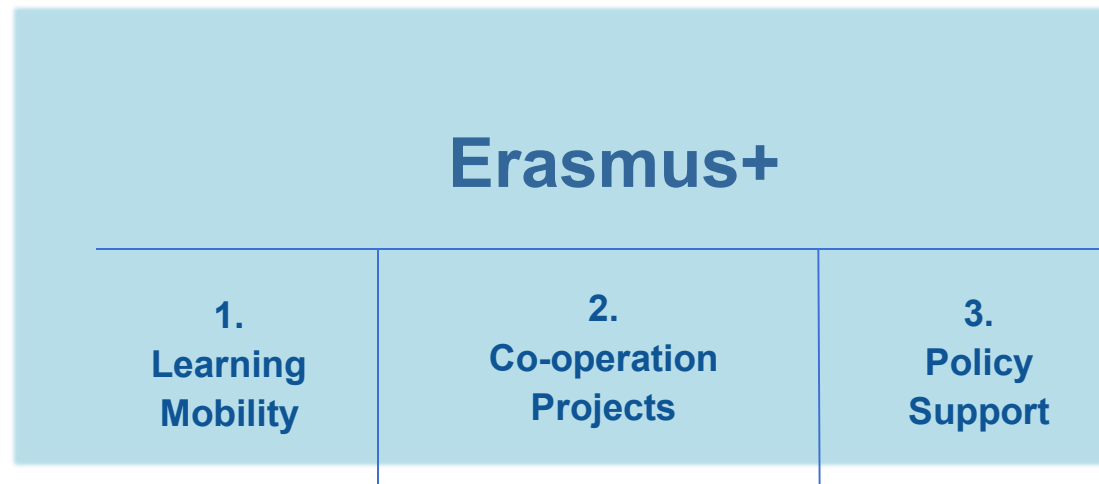 Erasmus+
1.
Learning
Mobility
2.
Co-operation
Projects
3.
Policy
Support